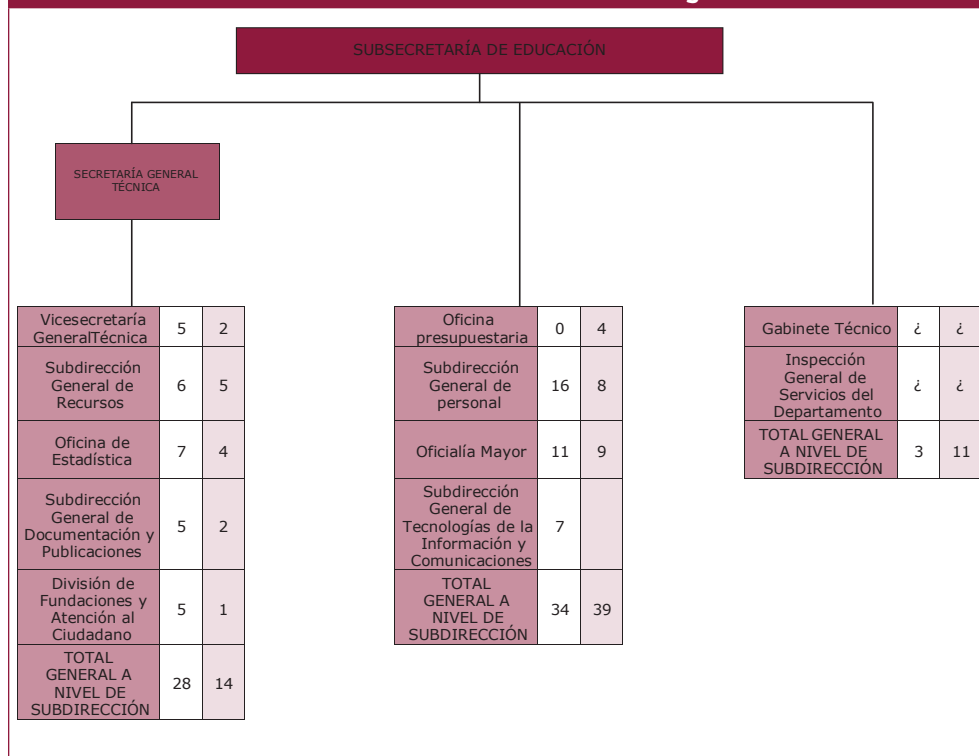 SUBSECRETARÍA DE EDUCACIÓN
SECRETARÍA GENERAL
TÉCNICA
Vicesecretaría
GeneralTécnica
5 2
Subdirección
General de
Recursos
6 5
Oficina de
Estadística
7 4
Subdirección
General de
Documentación y
Publicaciones
5 2
División de
Fundaciones y
Atención al
Ciudadano
5 1
TOTAL
GENERAL A
NIVEL DE
SUBDIRECCIÓN
28 14
Oficina
presupuestaria
0 4
Subdirección
General de
personal
16 8
Oficialía Mayor 11 9
Subdirección
General de
Tecnologías de la
Información y
Comunicaciones
7
TOTAL
GENERAL A
NIVEL DE
SUBDIRECCIÓN
34 39
Gabinete Técnico ¿ ¿
Inspección
General de
Servicios del
Departamento
¿ ¿
TOTAL GENERAL
A NIVEL DE
SUBDIRECCIÓN
3 11